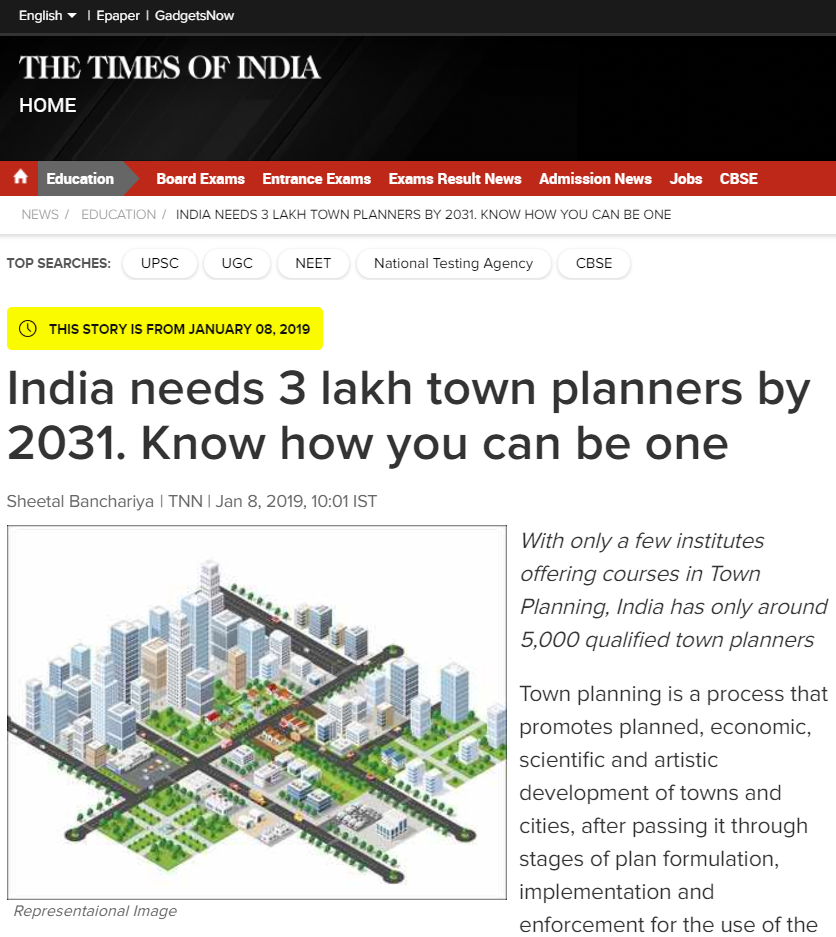 English | Epaper | GadgetsNow
THE TIMES OF INDIA
HOME
Education Board Exams Entrance Exams Exams Result News Admission News Jobs CBSE
NEWS / EDUCATION / INDIA NEEDS 3 LAKH TOWN PLANNERS BY 2031. KNOW HOW YOU CAN BE ONE
TOP SEARCHES: UPSC UGC NEET National Testing Agency CBSE
THIS STORY IS FROM JANUARY 08, 2019
India needs 3 lakh town planners by
2031. Know how you can be one
Sheetal Banchariya | TNN | Jan 8, 2019, 10:01 IST
Representaional Image
With only a few institutes
offering courses in Town
Planning, India has only around
5,000 qualified town planners
Town planning is a process that
promotes planned, economic,
scientific and artistic
development of towns and
cities, after passing it through
stages of plan formulation,
implementation and
enforcement for the use of the